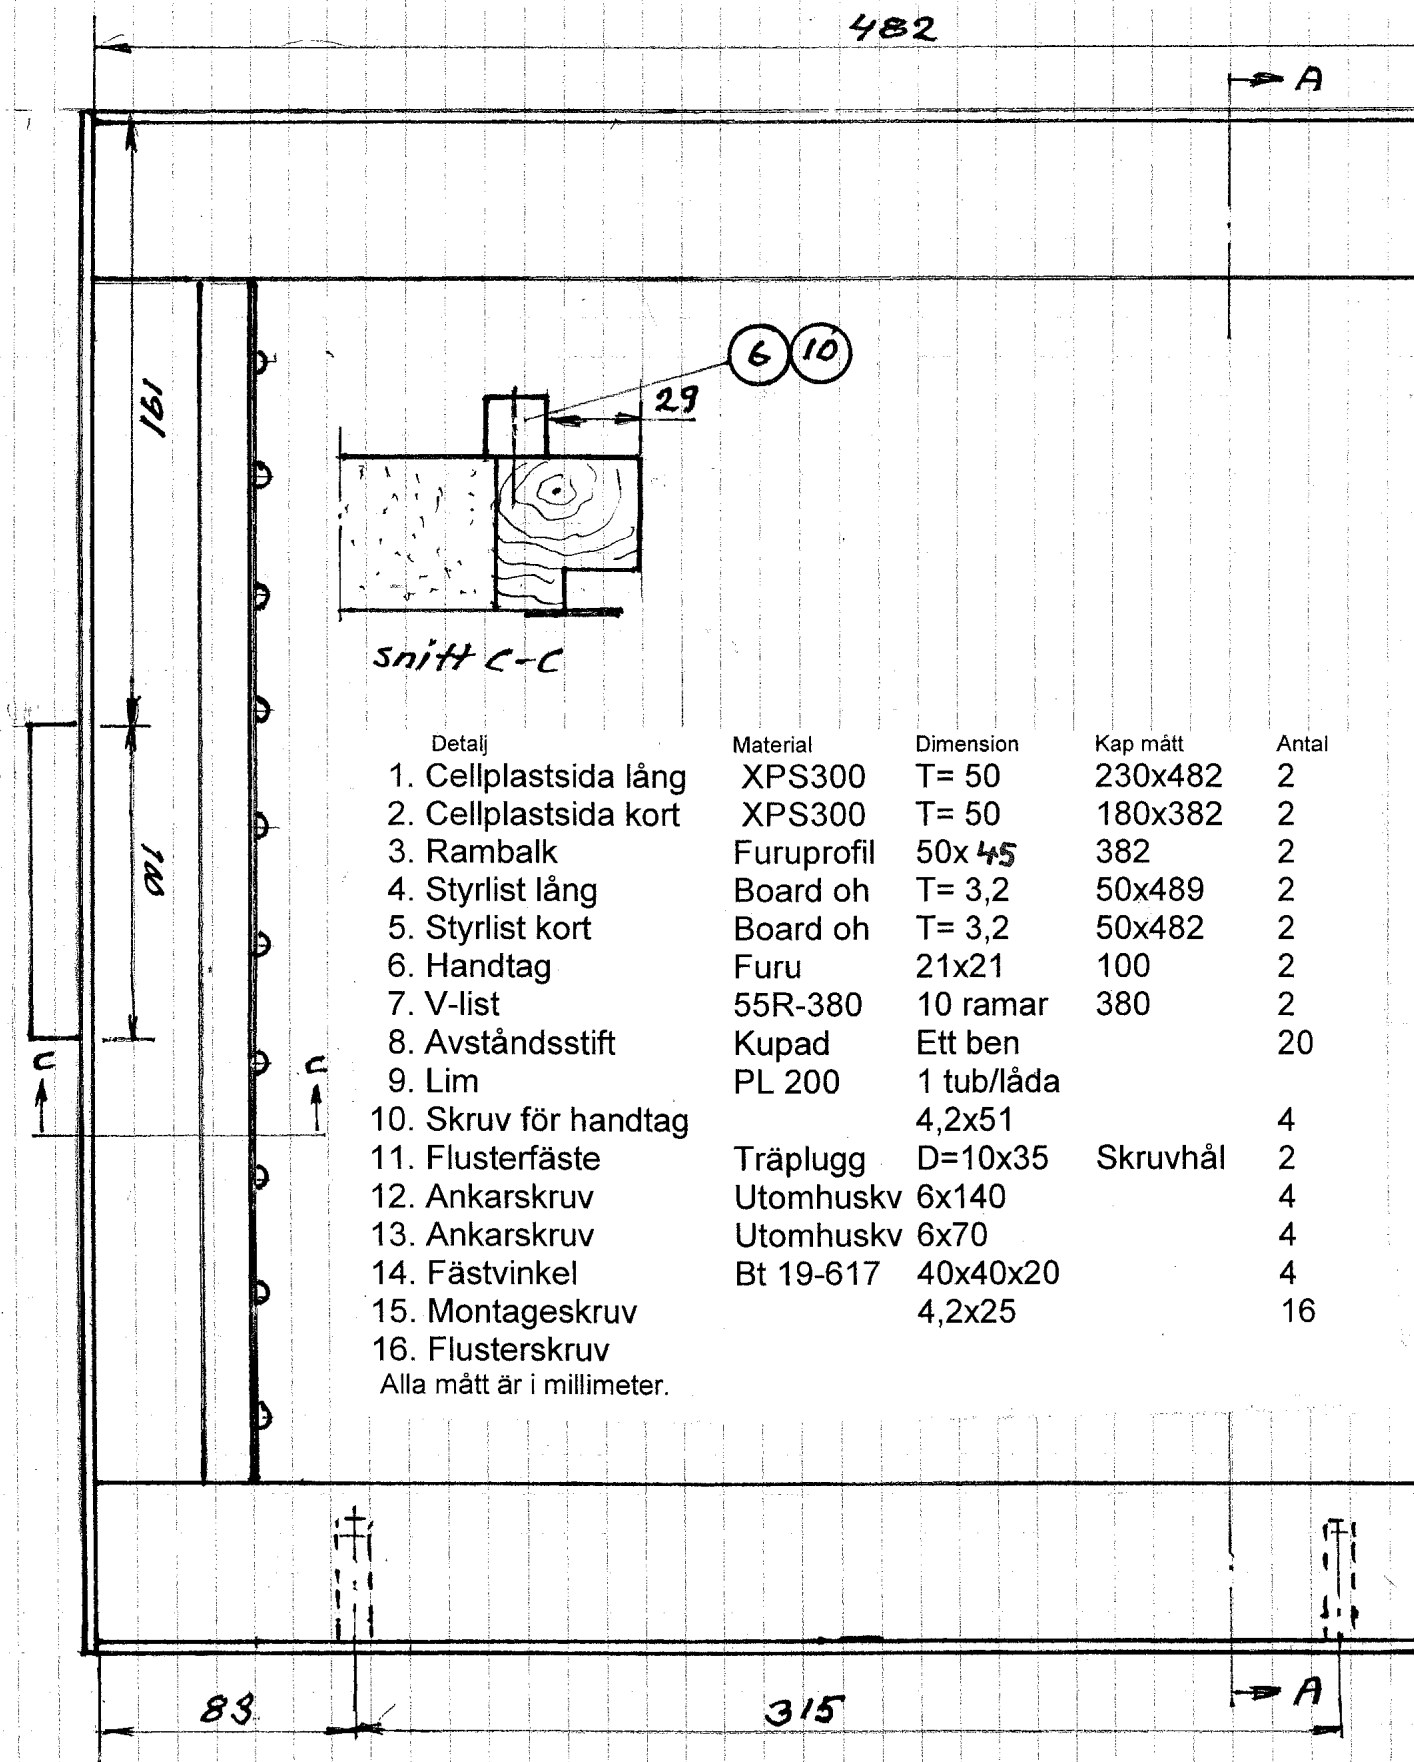 482
A
6 10
29
191
snitt C-C
Detalj Material Dimension Kap mått Antal
1. Cellplastsida lång XPS300 T= 50 230x482 2
2. Cellplastsida kort XPS300 T= 50 180x382 2
3. Rambalk Furuprofil 50x 45 382 2
4. Styrlist lång Board oh T= 3,2 50x489 2
5. Styrlist kort Board oh T= 3,2 50x482 2
6. Handtag Furu 21x21 100 2
7. V-list 55R-380 10 ramar 380 2
8. Avståndsstift Kupad Ett ben 20
9. Lim PL 200 1 tub/låda
10. Skruv för handtag 4,2x51 4
11. Flusterfäste Träplugg D=10x35 Skruvhål 2
12. Ankarskruv Utomhuskv 6x140 4
13. Ankarskruv Utomhuskv 6x70 4
14. Fästvinkel Bt 19-617 40x40x20 4
15. Montageskruv 4,2x25 16
16. Flusterskruv
Alla mått är i millimeter.
100
C C
A
83 315